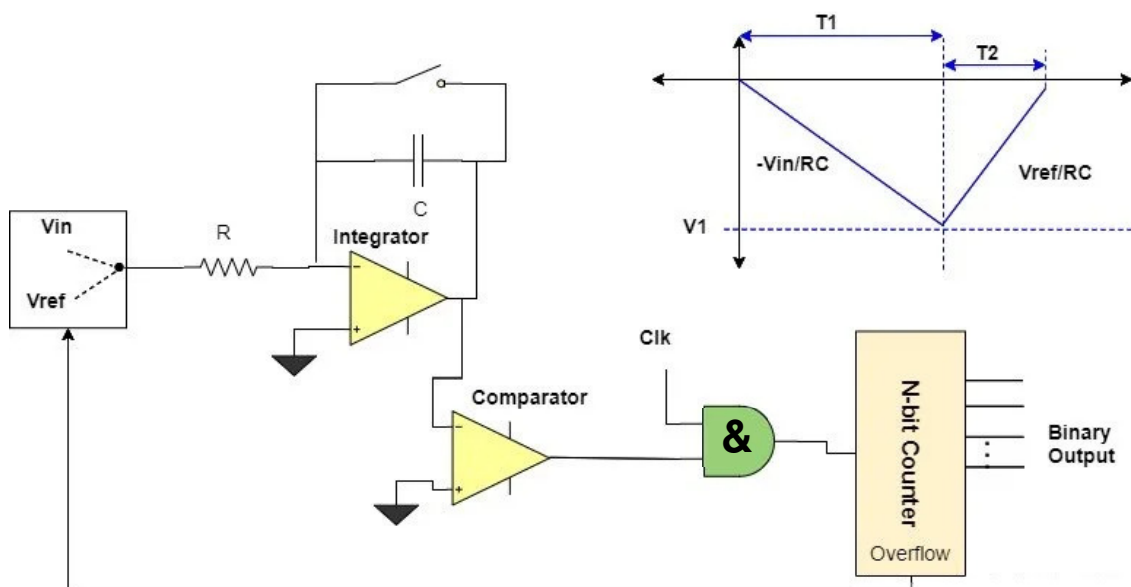 T1
T2
-Vin/RC
Vref/RC
V1
C
Vin
R
Integrator
Vref
Clk
Comparator
&
N-bit Counter
Binary
Output
Overflow